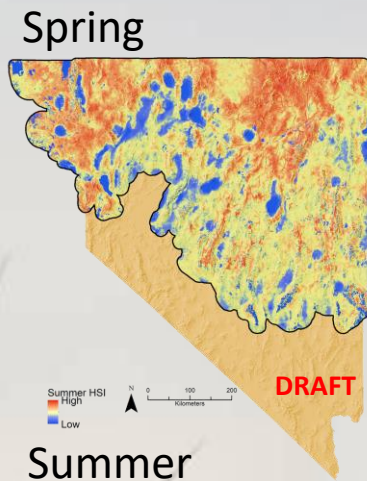 Spring
DRAFT
Summer HSI
High
Low
N
0 100 200
Kilometers
Summer